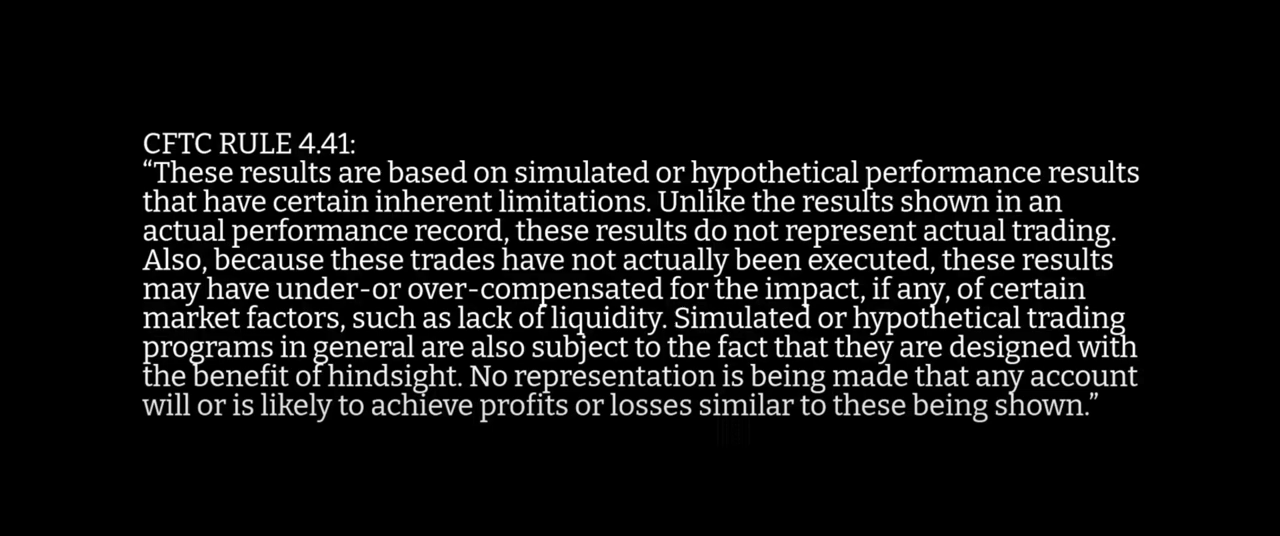 CFTC RULE 4.41:
“These results are based on simulated or hypothetical performance results
that have certain inherent limitations. Unlike the results shown in an
actual performance record, these results do not represent actual trading.
Also, because these trades have not actually been executed, these results
may have under-or over-compensated for the impact, if any, of certain
market factors, such as lack of liquidity. Simulated or hypothetical trading
programs in general are also subject to the fact that they are designed with
the benefit of hindsight. No representation is being made that any account
will or is likely to achieve profits or losses similar to these being shown.”